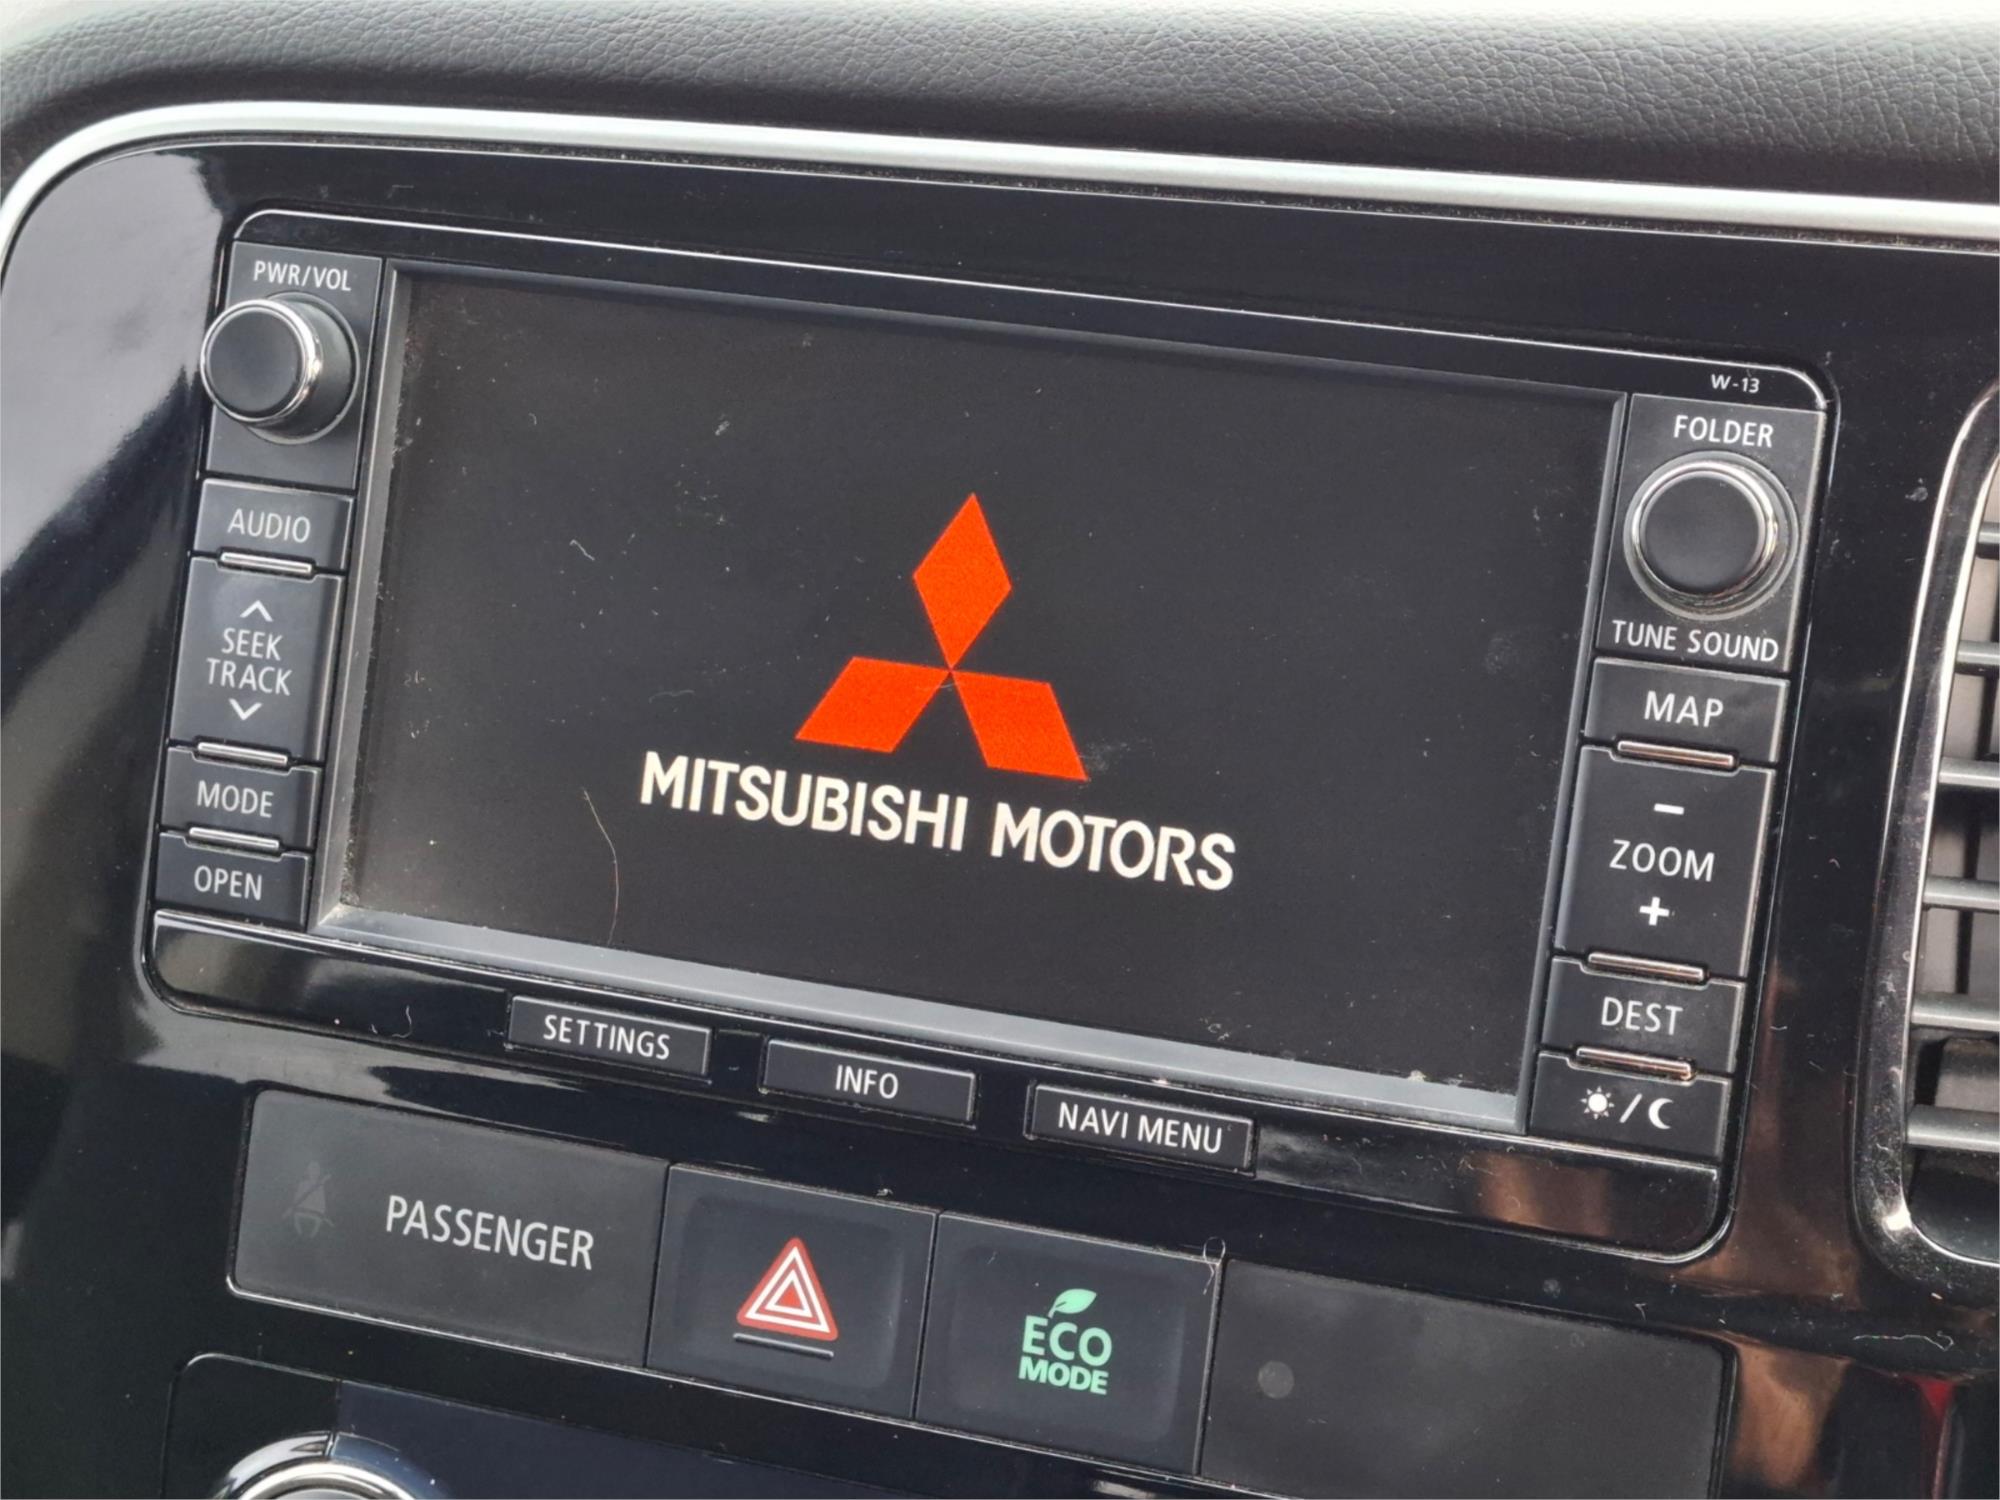 PWR/VOL
W-13
FOLDER
AUDIO
SEEK
TRACK
TUNE SOUND
MAP
MITSUBISHI MOTORS
MODE
- 
ZOOM
+
OPEN
DEST
SETTINGS
INFO
NAVI MENU
/
PASSENGER
ECO
MODE